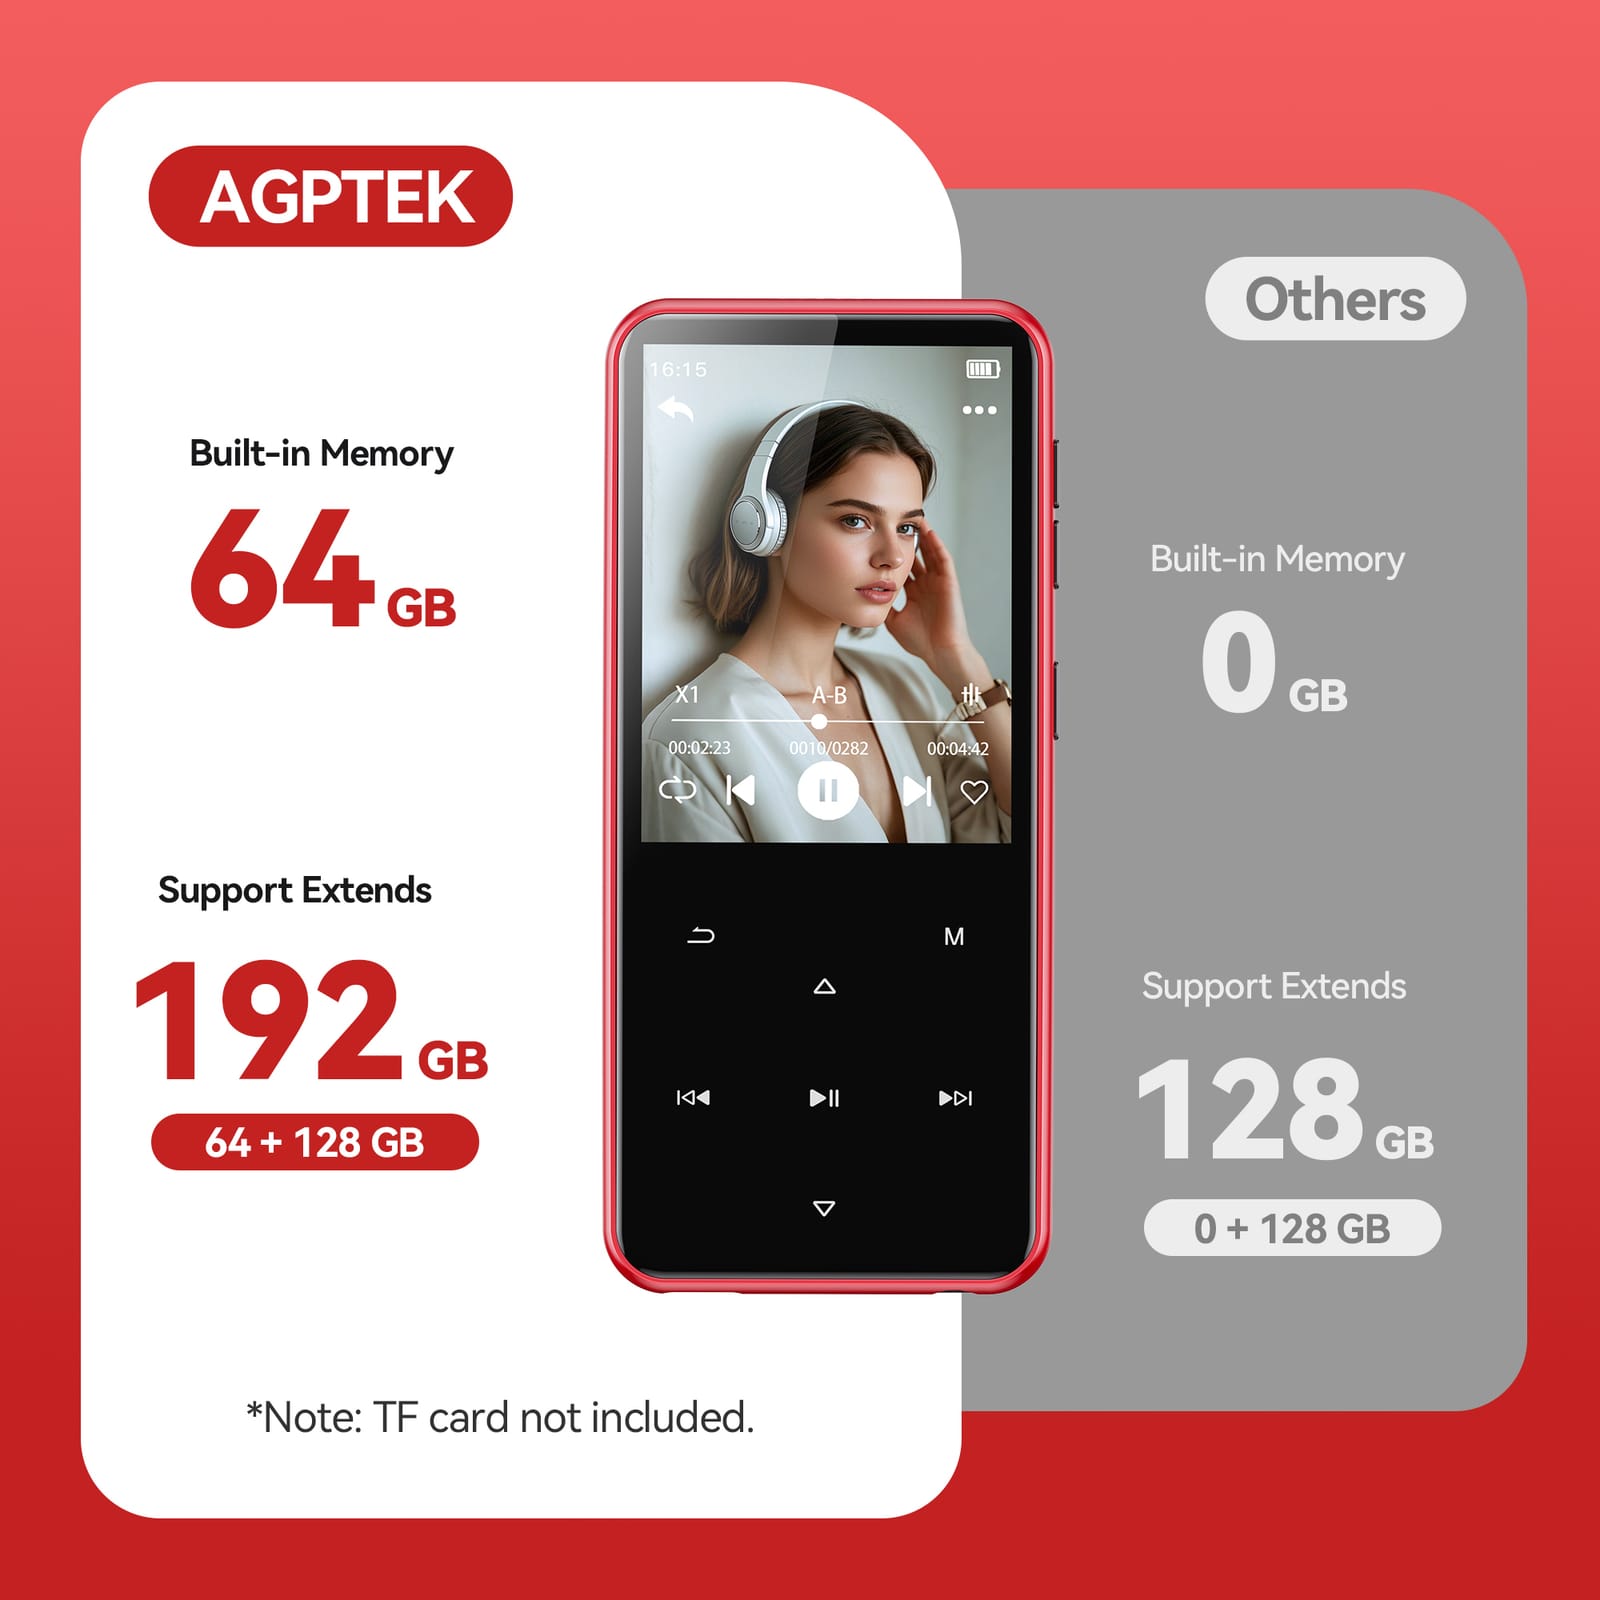 AGPTEK
Built-in Memory
64 GB
Support Extends
192 GB
64 + 128 GB
*Note: TF card not included.
16:15
X1 A-B
00:02:23 0010/0282 00:04:42
M
Others
Built-in Memory
0 GB
Support Extends
128 GB
0 + 128 GB